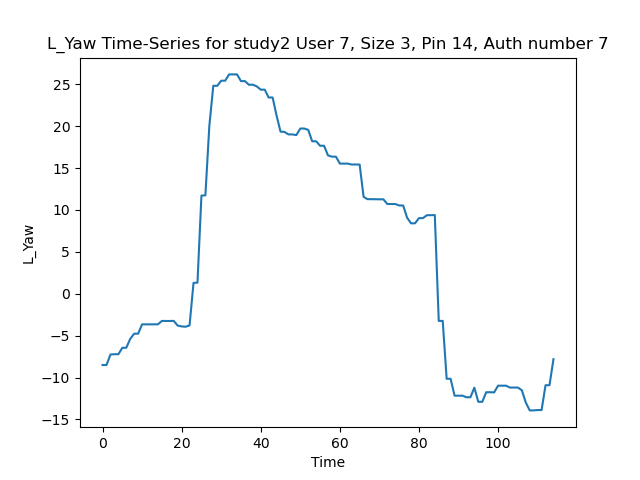 L_Yaw Time-Series for study2 User 7, Size 3, Pin 14, Auth number 7
25
20
15
10
5
0
−5
−10
−15
L_Yaw
0 20 40 60 80 100
Time